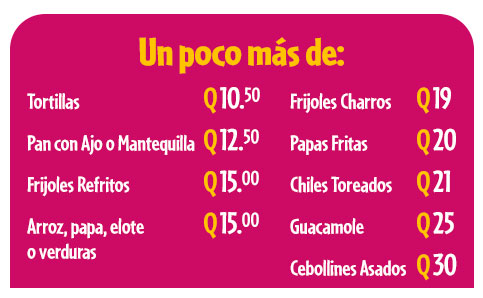 Un poco más de:
Tortillas Q10.50
Pan con Ajo o Mantequilla Q12.50
Frijoles Refritos Q15.00
Arroz, papa, elote Q15.00
o verduras
Frijoles Charros Q19
Papas Fritas Q20
Chiles Toreados Q21
Guacamole Q25
Cebollines Asados Q30